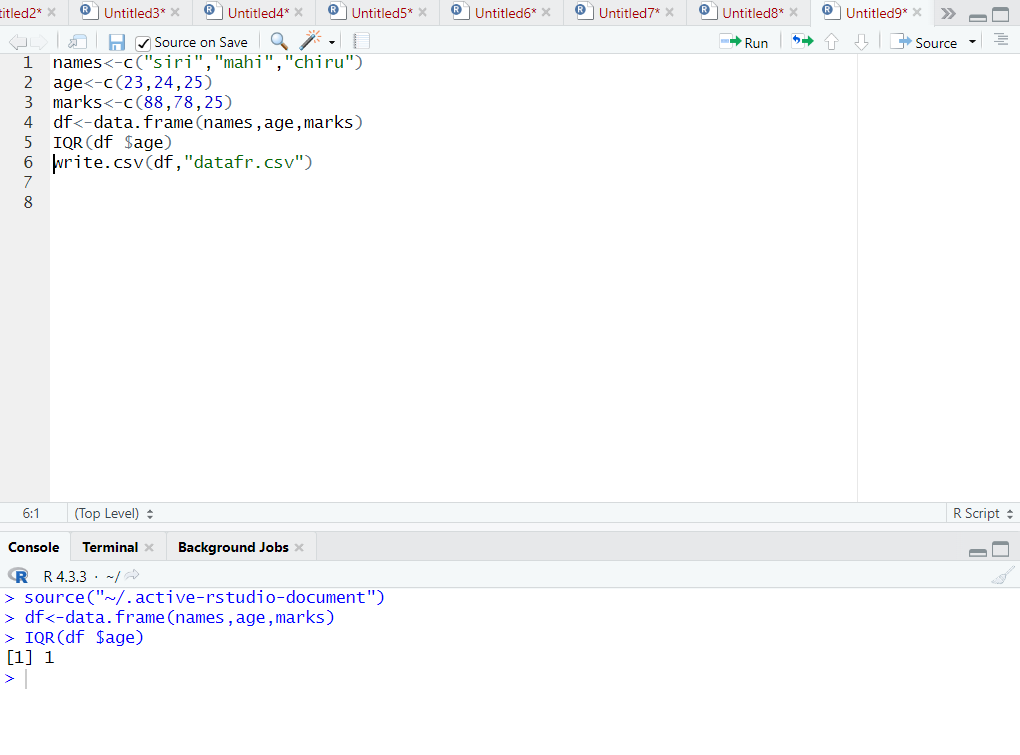 titled2* Untitled3* Untitled4* Untitled5* Untitled6* Untitled7* Untitled8* Untitled9*
Source on Save Run Source
1 names<-c("siri","mahi","chiru")
2 age<-c(23,24,25)
3 marks<-c(88,78,25)
4 df<-data.frame(names,age,marks)
5 IQR(df $age)
6 write.csv(df,"datafr.csv")
7
8
6:1 (Top Level) R Script
Console Terminal Background Jobs
R R 4.3.3 · ~/
> source("~/.active-rstudio-document")
> df<-data.frame(names,age,marks)
> IQR(df $age)
[1] 1
>